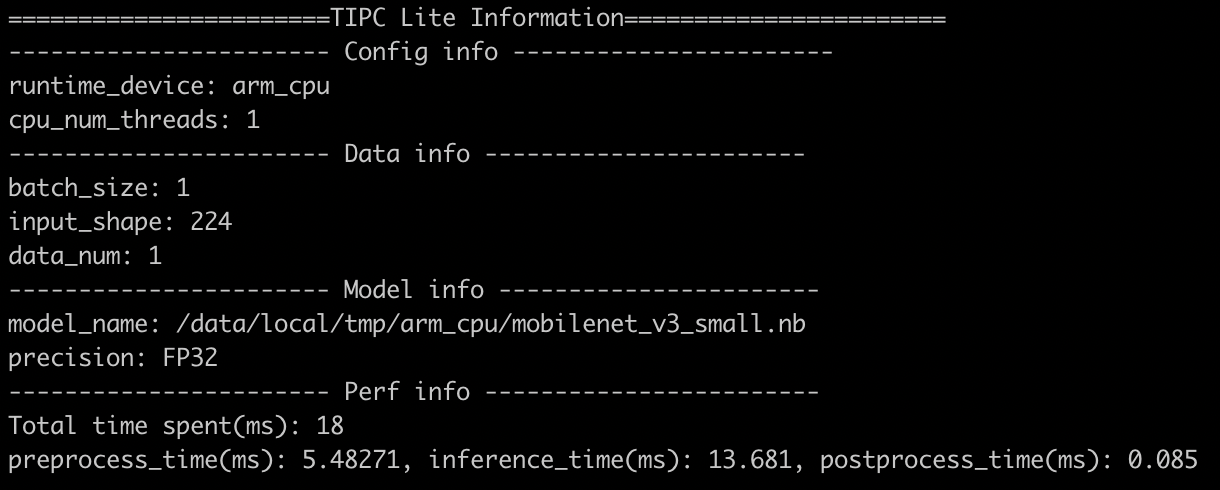 =======================TIPC Lite Information=======================
----------------------- Config info -----------------------
runtime_device: arm_cpu
cpu_num_threads: 1
----------------------- Data info -----------------------
batch_size: 1
input_shape: 224
data_num: 1
----------------------- Model info -----------------------
model_name: /data/local/tmp/arm_cpu/mobilenet_v3_small.nb
precision: FP32
----------------------- Perf info ------------------------
Total time spent(ms): 18
preprocess_time(ms): 5.48271, inference_time(ms): 13.681, postprocess_time(ms): 0.085